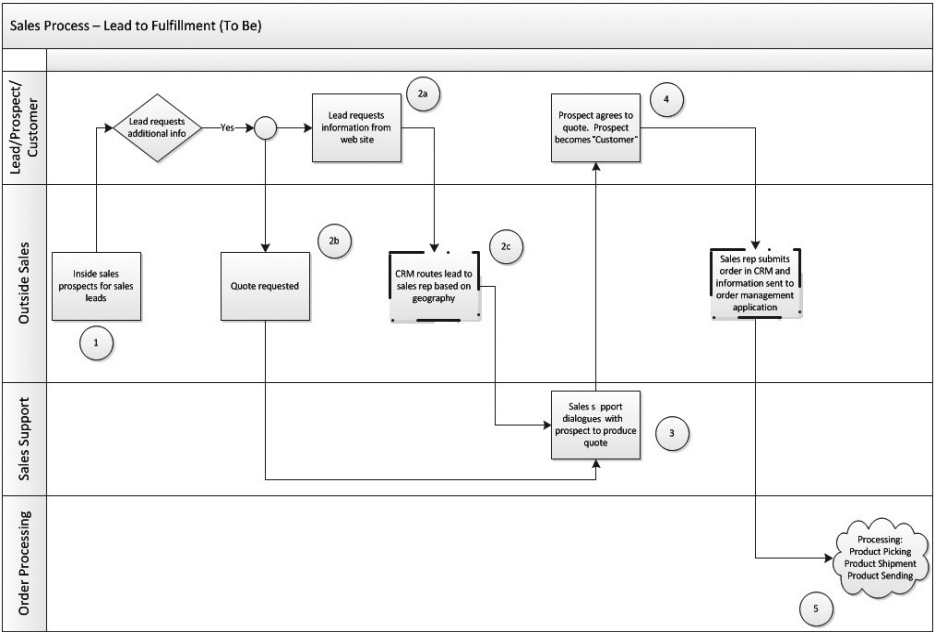 Sales Process – Lead to Fulfillment (To Be)
Lead/Prospect/
Customer
Lead requests
additional info
Yes
Lead requests
information from
web site
2a
Prospect agrees to
quote. Prospect
becomes "Customer"
4
Outside Sales
Inside sales
prospects for sales
leads
1
Quote requested
2b
CRM routes lead to
sales rep based on
geography
2c
Sales rep submits
order in CRM and
information sent to
order management
application
Sales Support
Sales s pport
dialogues with
prospect to produce
quote
3
Order Processing
Processing:
Product Picking
Product Shipment
Product Sending
5